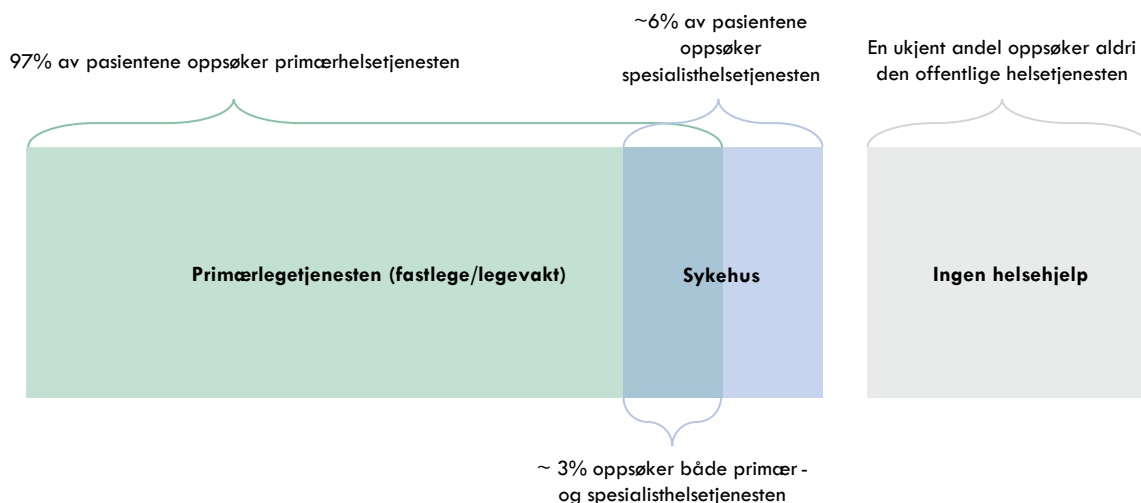 97% av pasientene oppsøker primærhelsetjenesten
~6% av pasientene
oppsøker
spesialisthelsetjenesten
En ukjent andel oppsøker aldri
den offentlige helsetjenesten
Primærlegetjenesten (fastlege/legevakt)
Sykehus
Ingen helsehjelp
~ 3% oppsøker både primær -
og spesialisthelsetjenesten